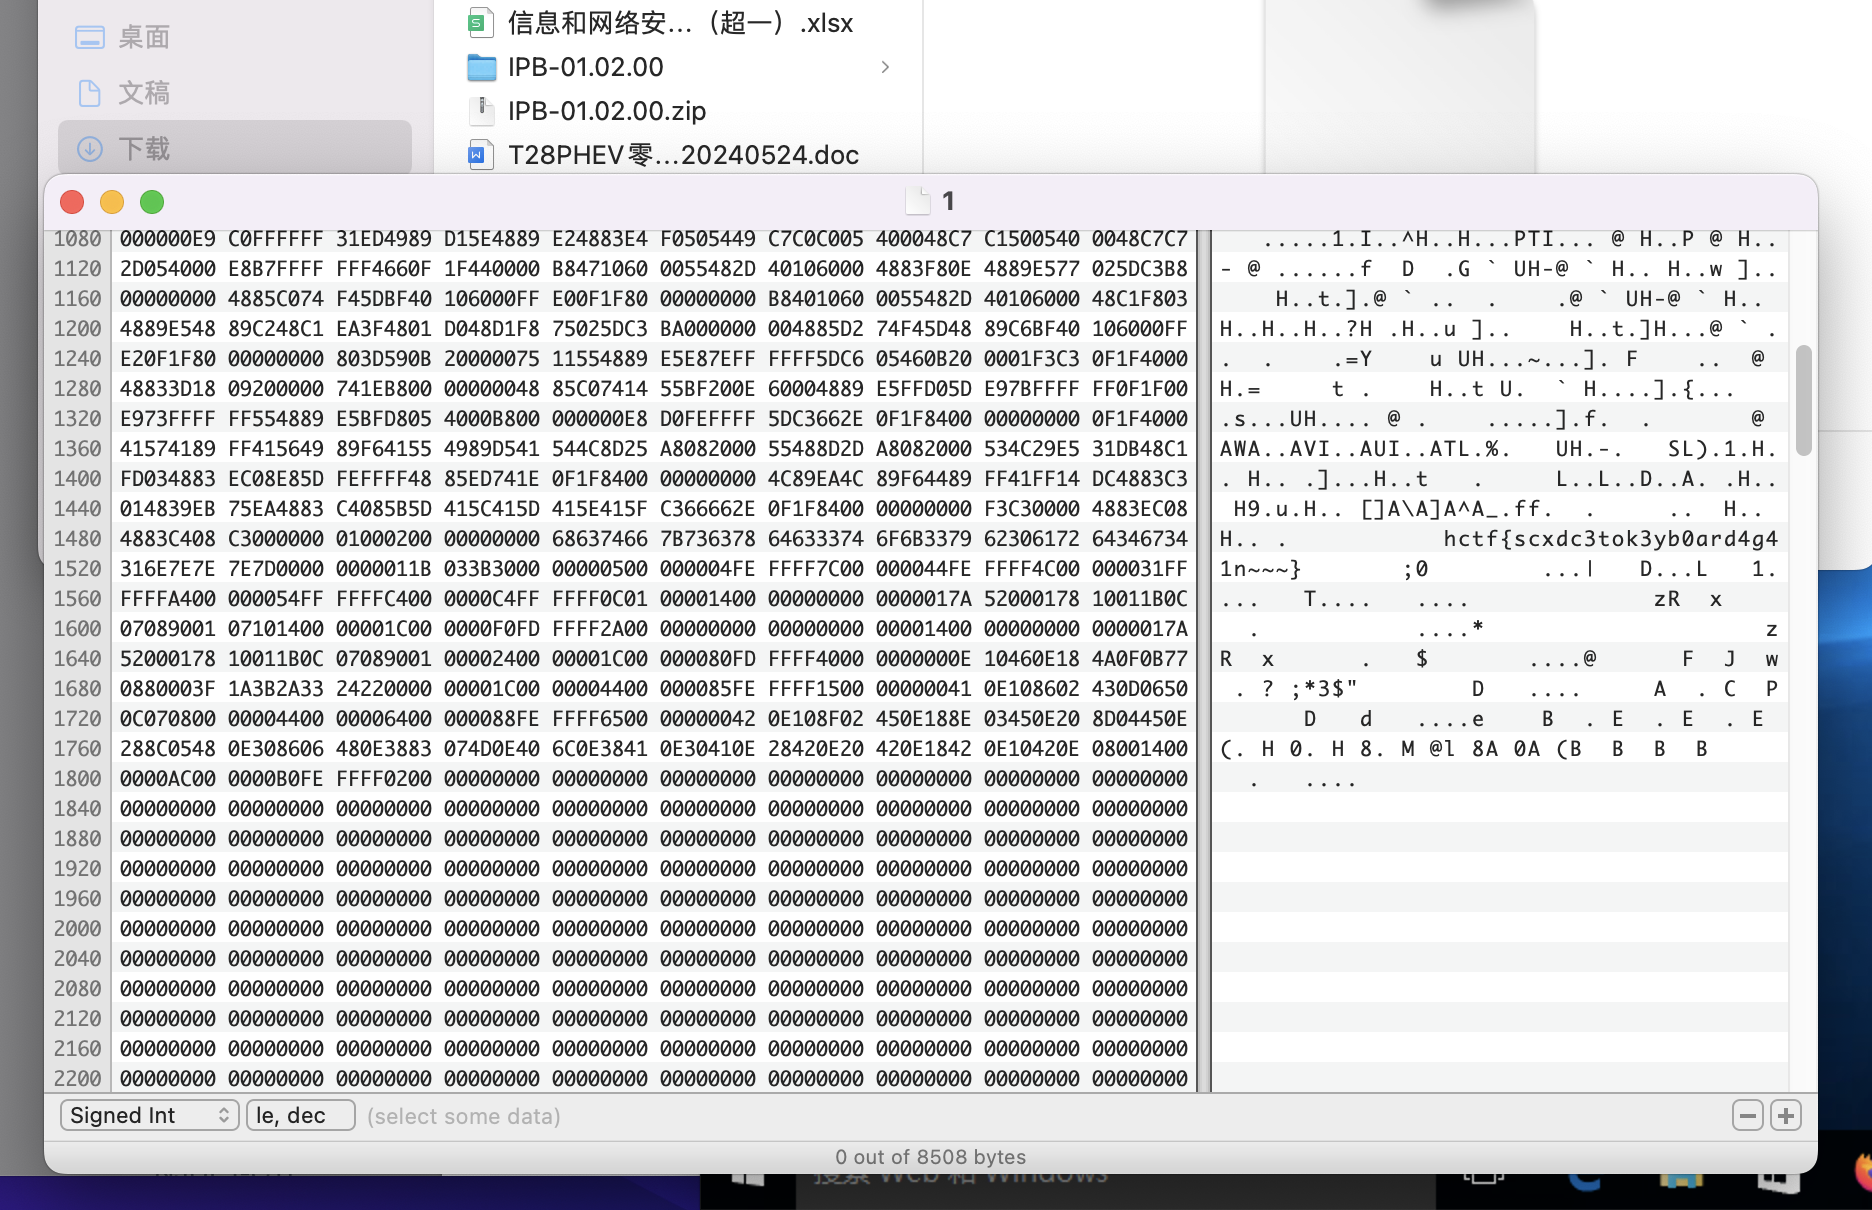 桌面
文稿
下载
信息和网络安...（超一）.xlsx
IPB-01.02.00
IPB-01.02.00.zip
T28PHEV零...20240524.doc
1
1080 000000E9 C0FFFFFF 31ED4989 D15E4889 E24883E4 F0505449 C7C0C005 400048C7 C1500540 0048C7C7 .....1.I..^H..H...PTI... @ H..P @ H..
1120 2D054000 E8B7FFFF FFF4660F 1F440000 B8471060 0055482D 40106000 4883F80E 4889E577 025DC3B8 - @ ......f D .G ` UH-@ ` H.. H..w ]..
1160 00000000 4885C074 F45DBF40 106000FF E00F1F80 00000000 B8401060 0055482D 40106000 48C1F803 H..t.].@ ` .. . .@ ` UH-@ ` H..
1200 4889E548 89C248C1 EA3F4801 D048D1F8 75025DC3 BA000000 004885D2 74F45D48 89C6BF40 106000FF H..H..H..?H .H..u ].. H..t.]H...@ ` .
1240 E20F1F80 00000000 803D590B 20000075 11554889 E5E87EFF FFFF5DC6 05460B20 0001F3C3 0F1F4000 . . .=Y u UH...~...]. F .. @
1280 48833D18 09200000 741EB800 00000048 85C07414 55BF200E 60004889 E5FFD05D E97BFFFF FF0F1F00 H.= t . H..t U. ` H....].{...
1320 E973FFFF FF554889 E5BFD805 4000B800 000000E8 D0FEFFFF 5DC3662E 0F1F8400 00000000 0F1F4000 .s...UH.... @ . .....].f. . @
1360 41574189 FF415649 89F64155 4989D541 544C8D25 A8082000 55488D2D A8082000 534C29E5 31DB48C1 AWA..AVI..AUI..ATL.%. UH.-. SL).1.H.
1400 FD034883 EC08E85D FEFFFF48 85ED741E 0F1F8400 00000000 4C89EA4C 89F64489 FF41FF14 DC4883C3 . H.. .]...H..t . L..L..D..A. .H..
1440 014839EB 75EA4883 C4085B5D 415C415D 415E415F C366662E 0F1F8400 00000000 F3C30000 4883EC08 H9.u.H.. []A\A]A^A_.ff. . .. H..
1480 4883C408 C3000000 01000200 00000000 68637466 7B736378 64633374 6F6B3379 62306172 64346734 H.. . hctf{scxdc3tok3yb0ard4g4
1520 316E7E7E 7E7D0000 0000011B 033B3000 00000500 000004FE FFFF7C00 000044FE FFFF4C00 000031FF 1n~~~} ;0 ...| D...L 1.
1560 FFFFA400 000054FF FFFFC400 0000C4FF FFFF0C01 00001400 00000000 0000017A 52000178 10011B0C ... T.... .... zR x
1600 07089001 07101400 00001C00 0000F0FD FFFF2A00 00000000 00000000 00001400 00000000 0000017A . ....* z
1640 52000178 10011B0C 07089001 00002400 00001C00 000080FD FFFF4000 0000000E 10460E18 4A0F0B77 R x . $ ....@ F J w
1680 0880003F 1A3B2A33 24220000 00001C00 00004400 000085FE FFFF1500 00000041 0E108602 430D0650 . ? ;*3$" D .... A . C P
1720 0C070800 00004400 00006400 000088FE FFFF6500 00000042 0E108F02 450E188E 03450E20 8D04450E D d ....e B . E . E . E
1760 288C0548 0E308606 480E3883 074D0E40 6C0E3841 0E30410E 28420E20 420E1842 0E10420E 08001400 (. H 0. H 8. M @l 8A 0A (B B B B
1800 0000AC00 0000B0FE FFFF0200 00000000 00000000 00000000 00000000 00000000 00000000 00000000 . ....
1840 00000000 00000000 00000000 00000000 00000000 00000000 00000000 00000000 00000000 00000000
1880 00000000 00000000 00000000 00000000 00000000 00000000 00000000 00000000 00000000 00000000
1920 00000000 00000000 00000000 00000000 00000000 00000000 00000000 00000000 00000000 00000000
1960 00000000 00000000 00000000 00000000 00000000 00000000 00000000 00000000 00000000 00000000
2000 00000000 00000000 00000000 00000000 00000000 00000000 00000000 00000000 00000000 00000000
2040 00000000 00000000 00000000 00000000 00000000 00000000 00000000 00000000 00000000 00000000
2080 00000000 00000000 00000000 00000000 00000000 00000000 00000000 00000000 00000000 00000000
2120 00000000 00000000 00000000 00000000 00000000 00000000 00000000 00000000 00000000 00000000
2160 00000000 00000000 00000000 00000000 00000000 00000000 00000000 00000000 00000000 00000000
2200 00000000 00000000 00000000 00000000 00000000 00000000 00000000 00000000 00000000 00000000
Signed Int le, dec (select some data)
0 out of 8508 bytes
搜索 Web 和 Windows